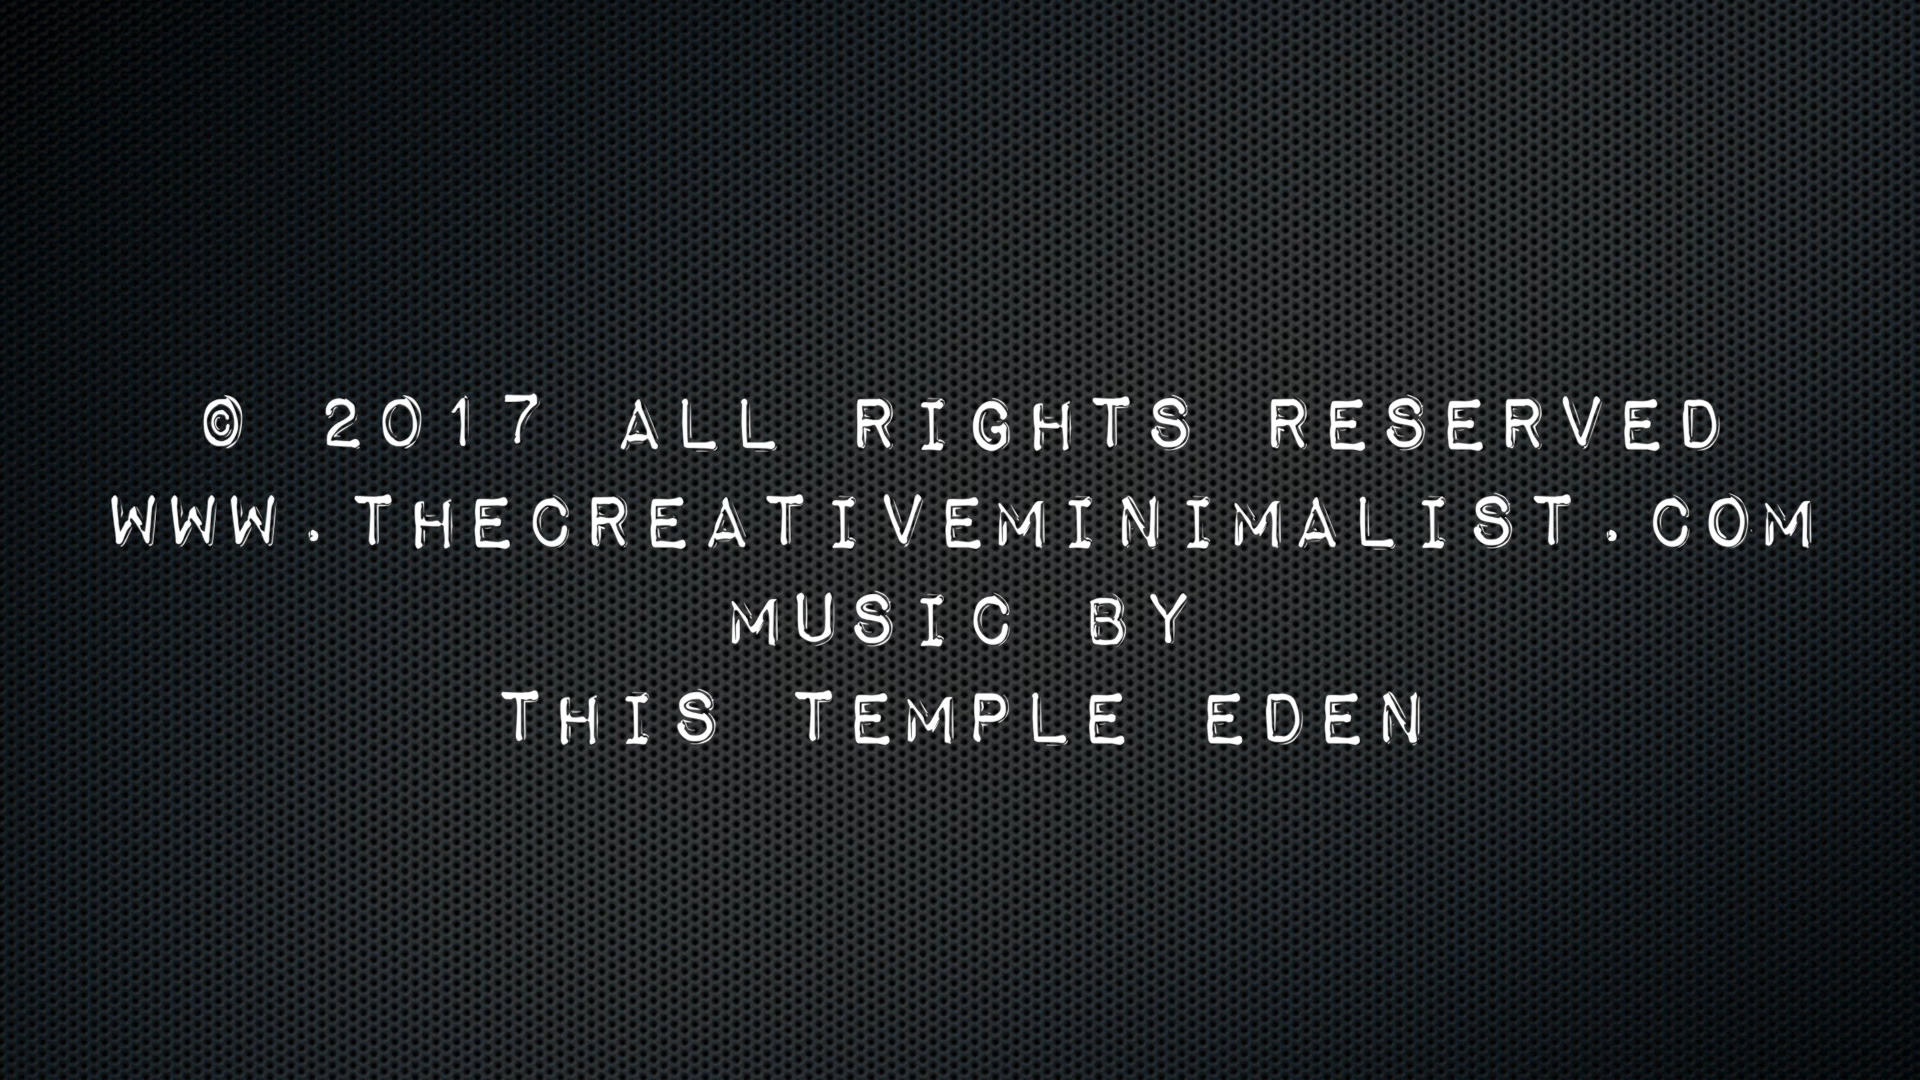 © 2017 ALL RIGHTS RESERVED
WWW.THECREATIVEMINIMALIST.COM
MUSIC BY
THIS TEMPLE EDEN